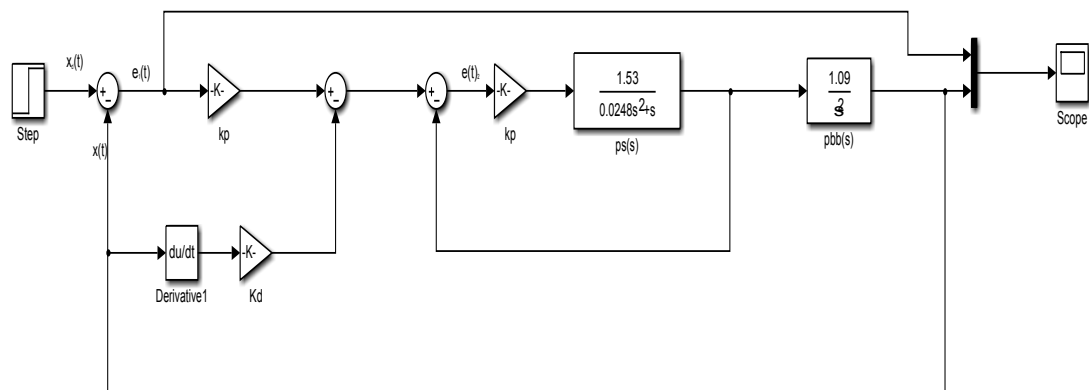 x꜀(t)
e₁(t)
+
−
Step
-K-
kp
+
−
+
−
e(t)₂
-K-
kp
1.53
0.0248s²+s
ps(s)
1.09
s²
pbb(s)
Scope
x(t)
du/dt
Derivative1
-K-
Kd